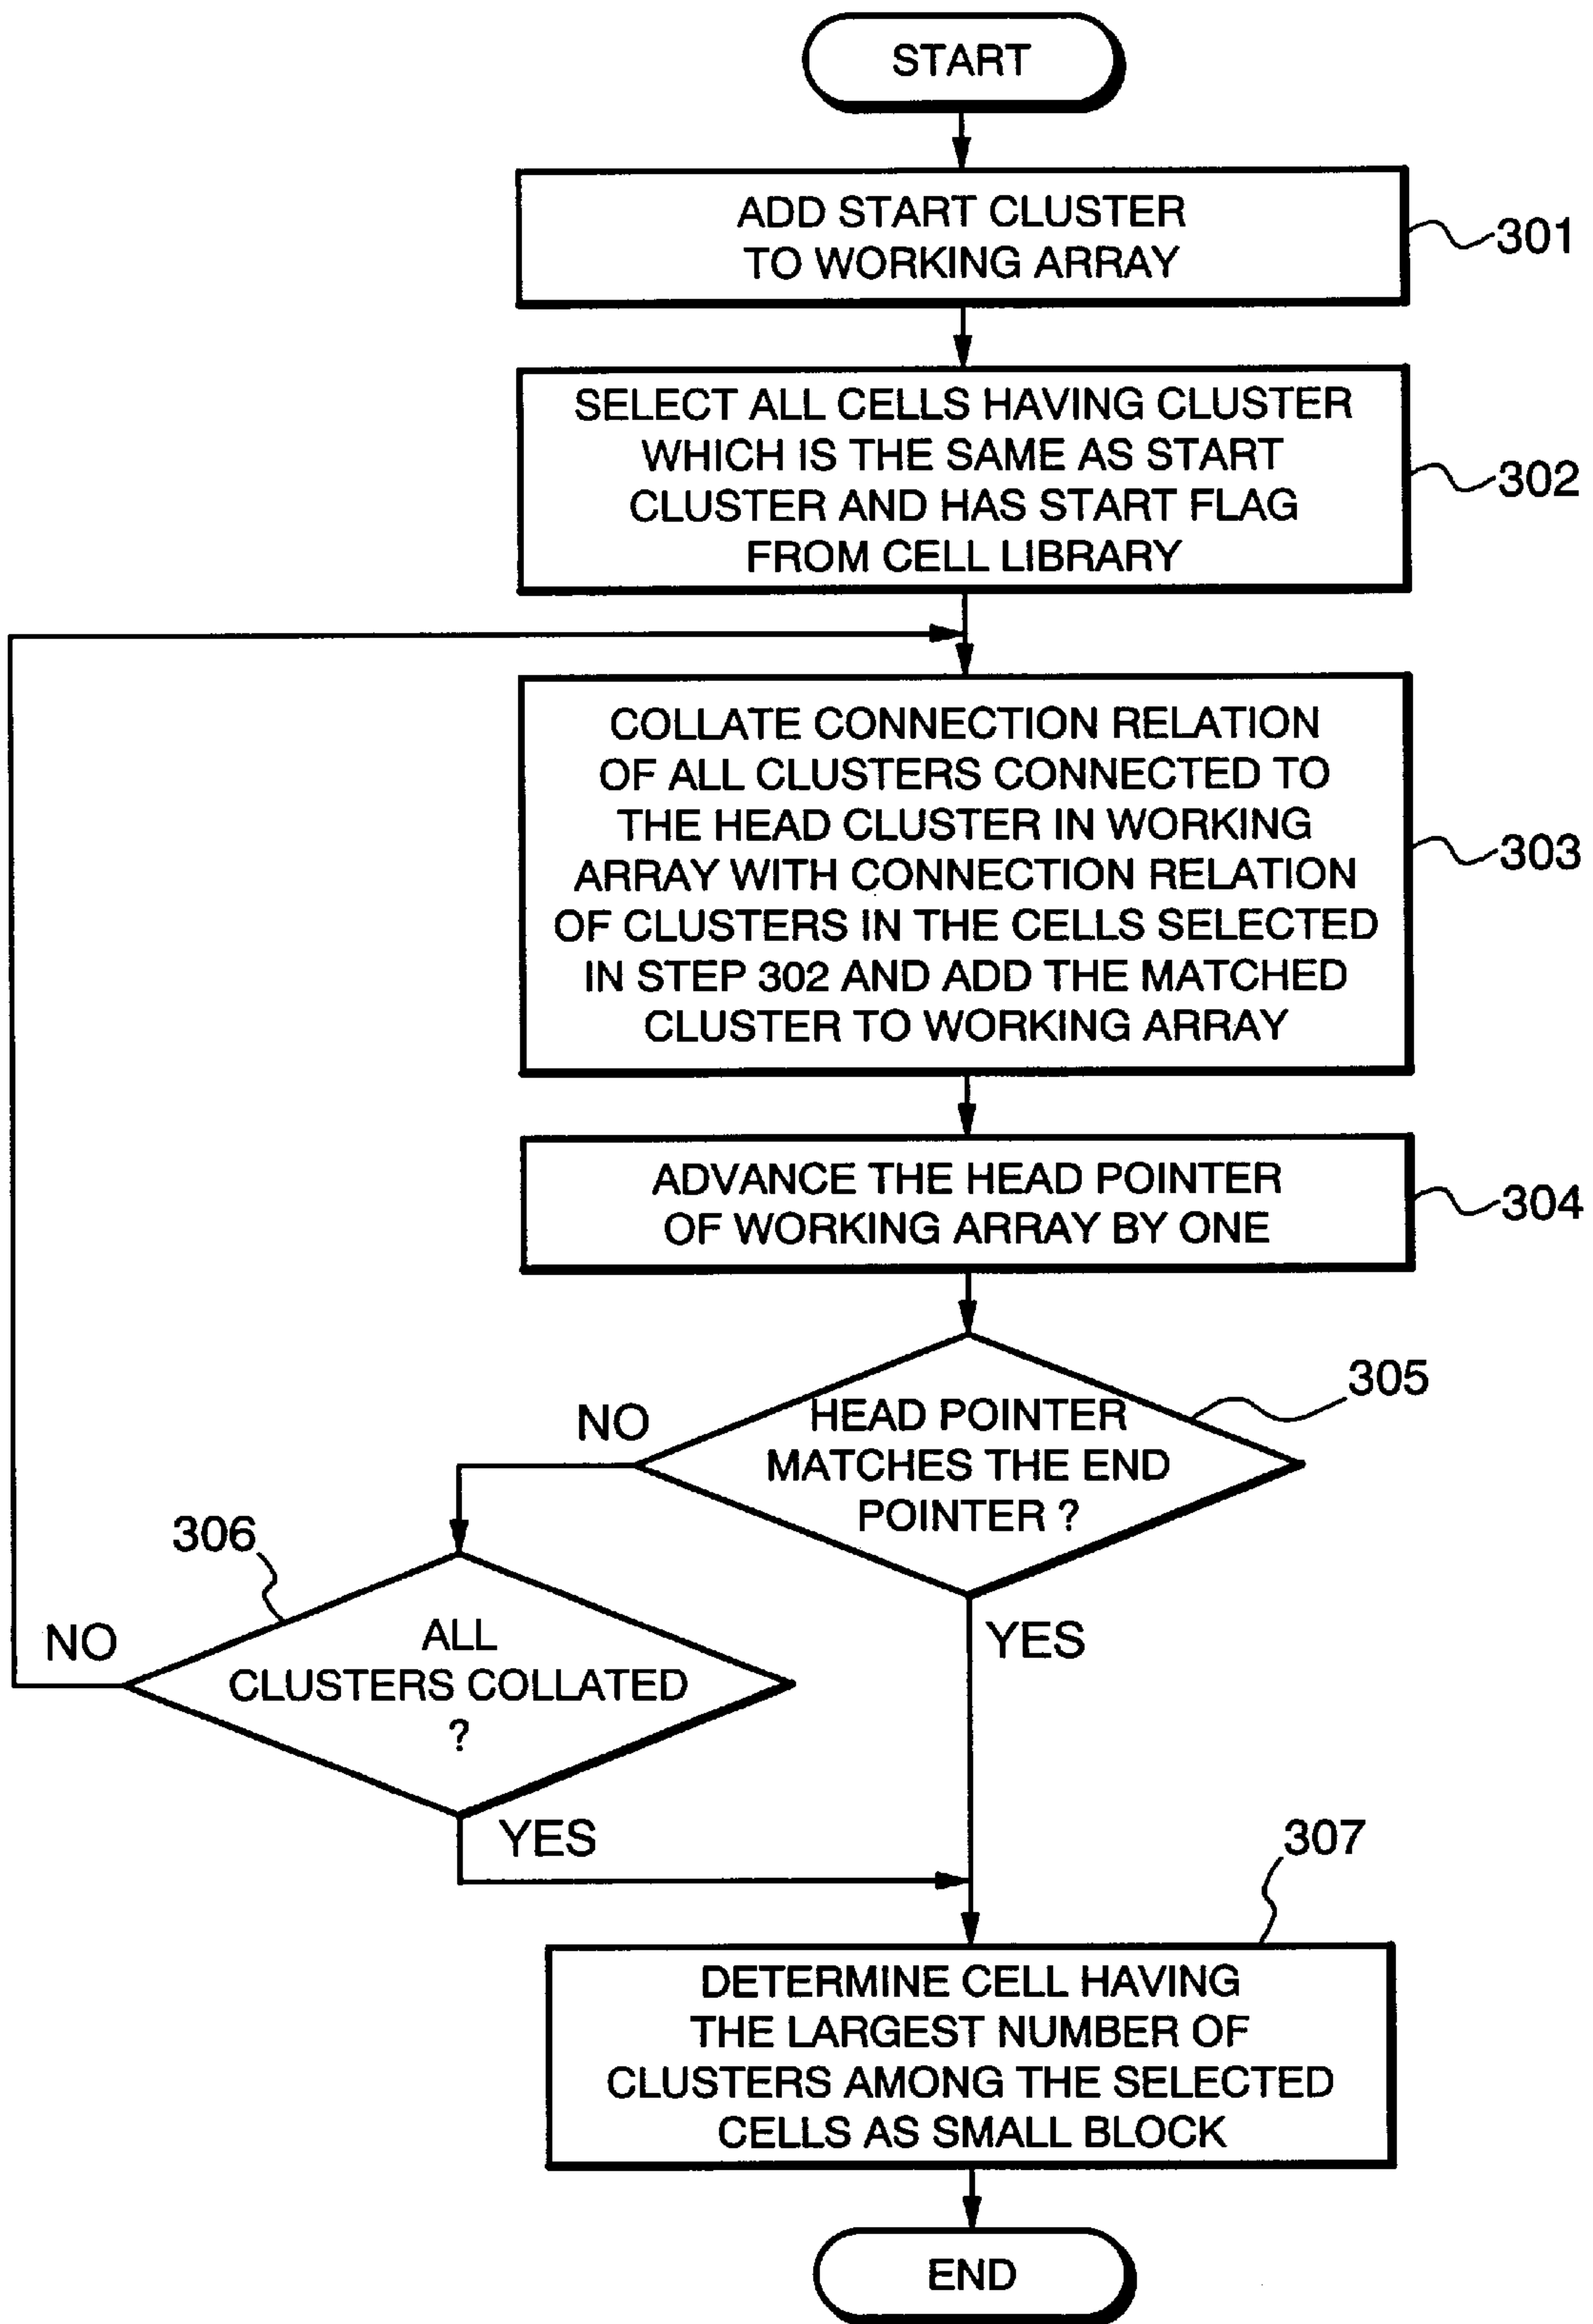 START
ADD START CLUSTER
TO WORKING ARRAY
301
SELECT ALL CELLS HAVING CLUSTER
WHICH IS THE SAME AS START
CLUSTER AND HAS START FLAG
FROM CELL LIBRARY
302
COLLATE CONNECTION RELATION
OF ALL CLUSTERS CONNECTED TO
THE HEAD CLUSTER IN WORKING
ARRAY WITH CONNECTION RELATION
OF CLUSTERS IN THE CELLS SELECTED
IN STEP 302 AND ADD THE MATCHED
CLUSTER TO WORKING ARRAY
303
ADVANCE THE HEAD POINTER
OF WORKING ARRAY BY ONE
304
305
HEAD POINTER
MATCHES THE END
POINTER ?
NO
YES
306
ALL
CLUSTERS COLLATED
?
NO
YES
307
DETERMINE CELL HAVING
THE LARGEST NUMBER OF
CLUSTERS AMONG THE SELECTED
CELLS AS SMALL BLOCK
END